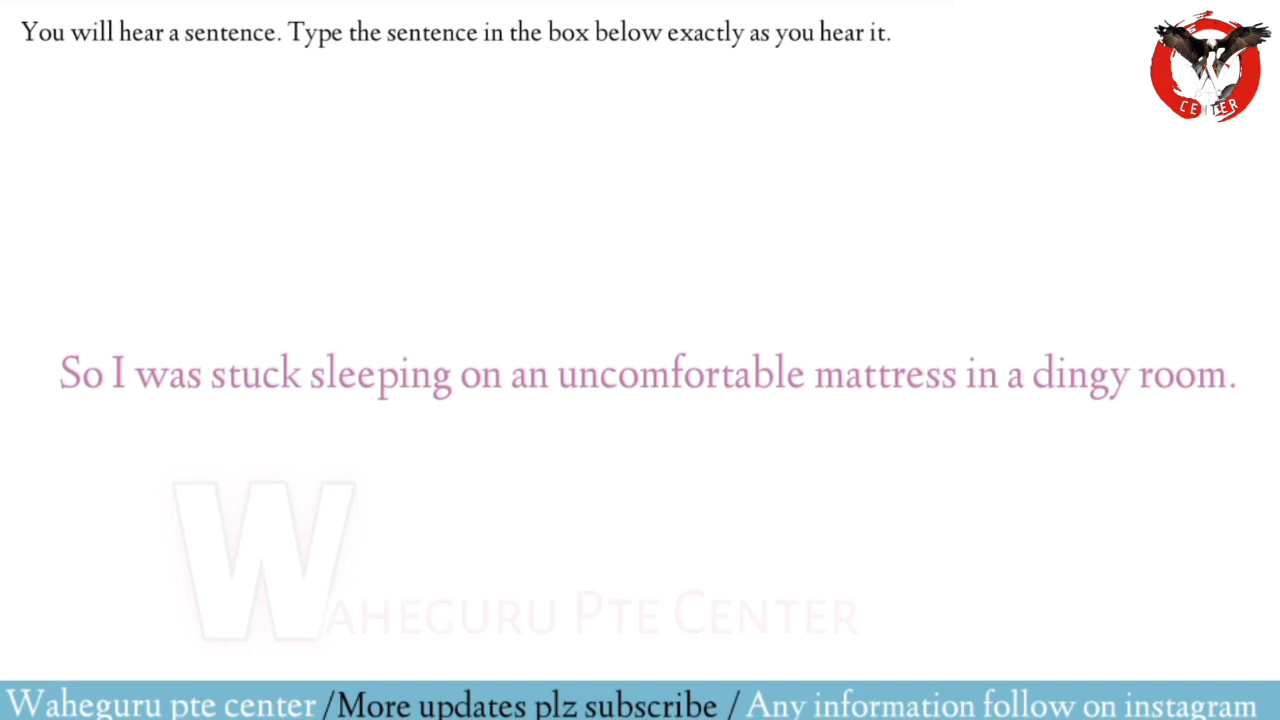 You will hear a sentence. Type the sentence in the box below exactly as you hear it.
CENTER
So I was stuck sleeping on an uncomfortable mattress in a dingy room.
WAHEGURU PTE CENTER
Waheguru pte center /More updates plz subscribe / Any information follow on instagram